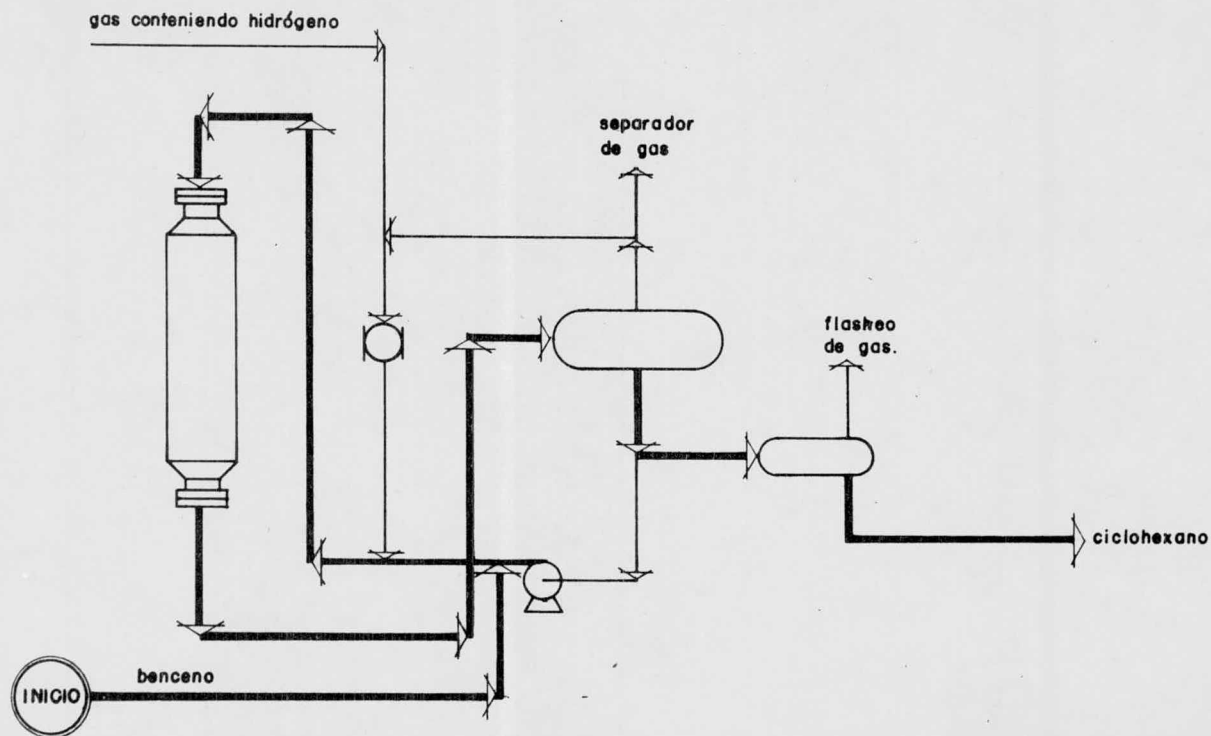 gas conteniendo hidrógeno
separador
de gas
flasheo
de gas.
ciclohexano
benceno
INICIO